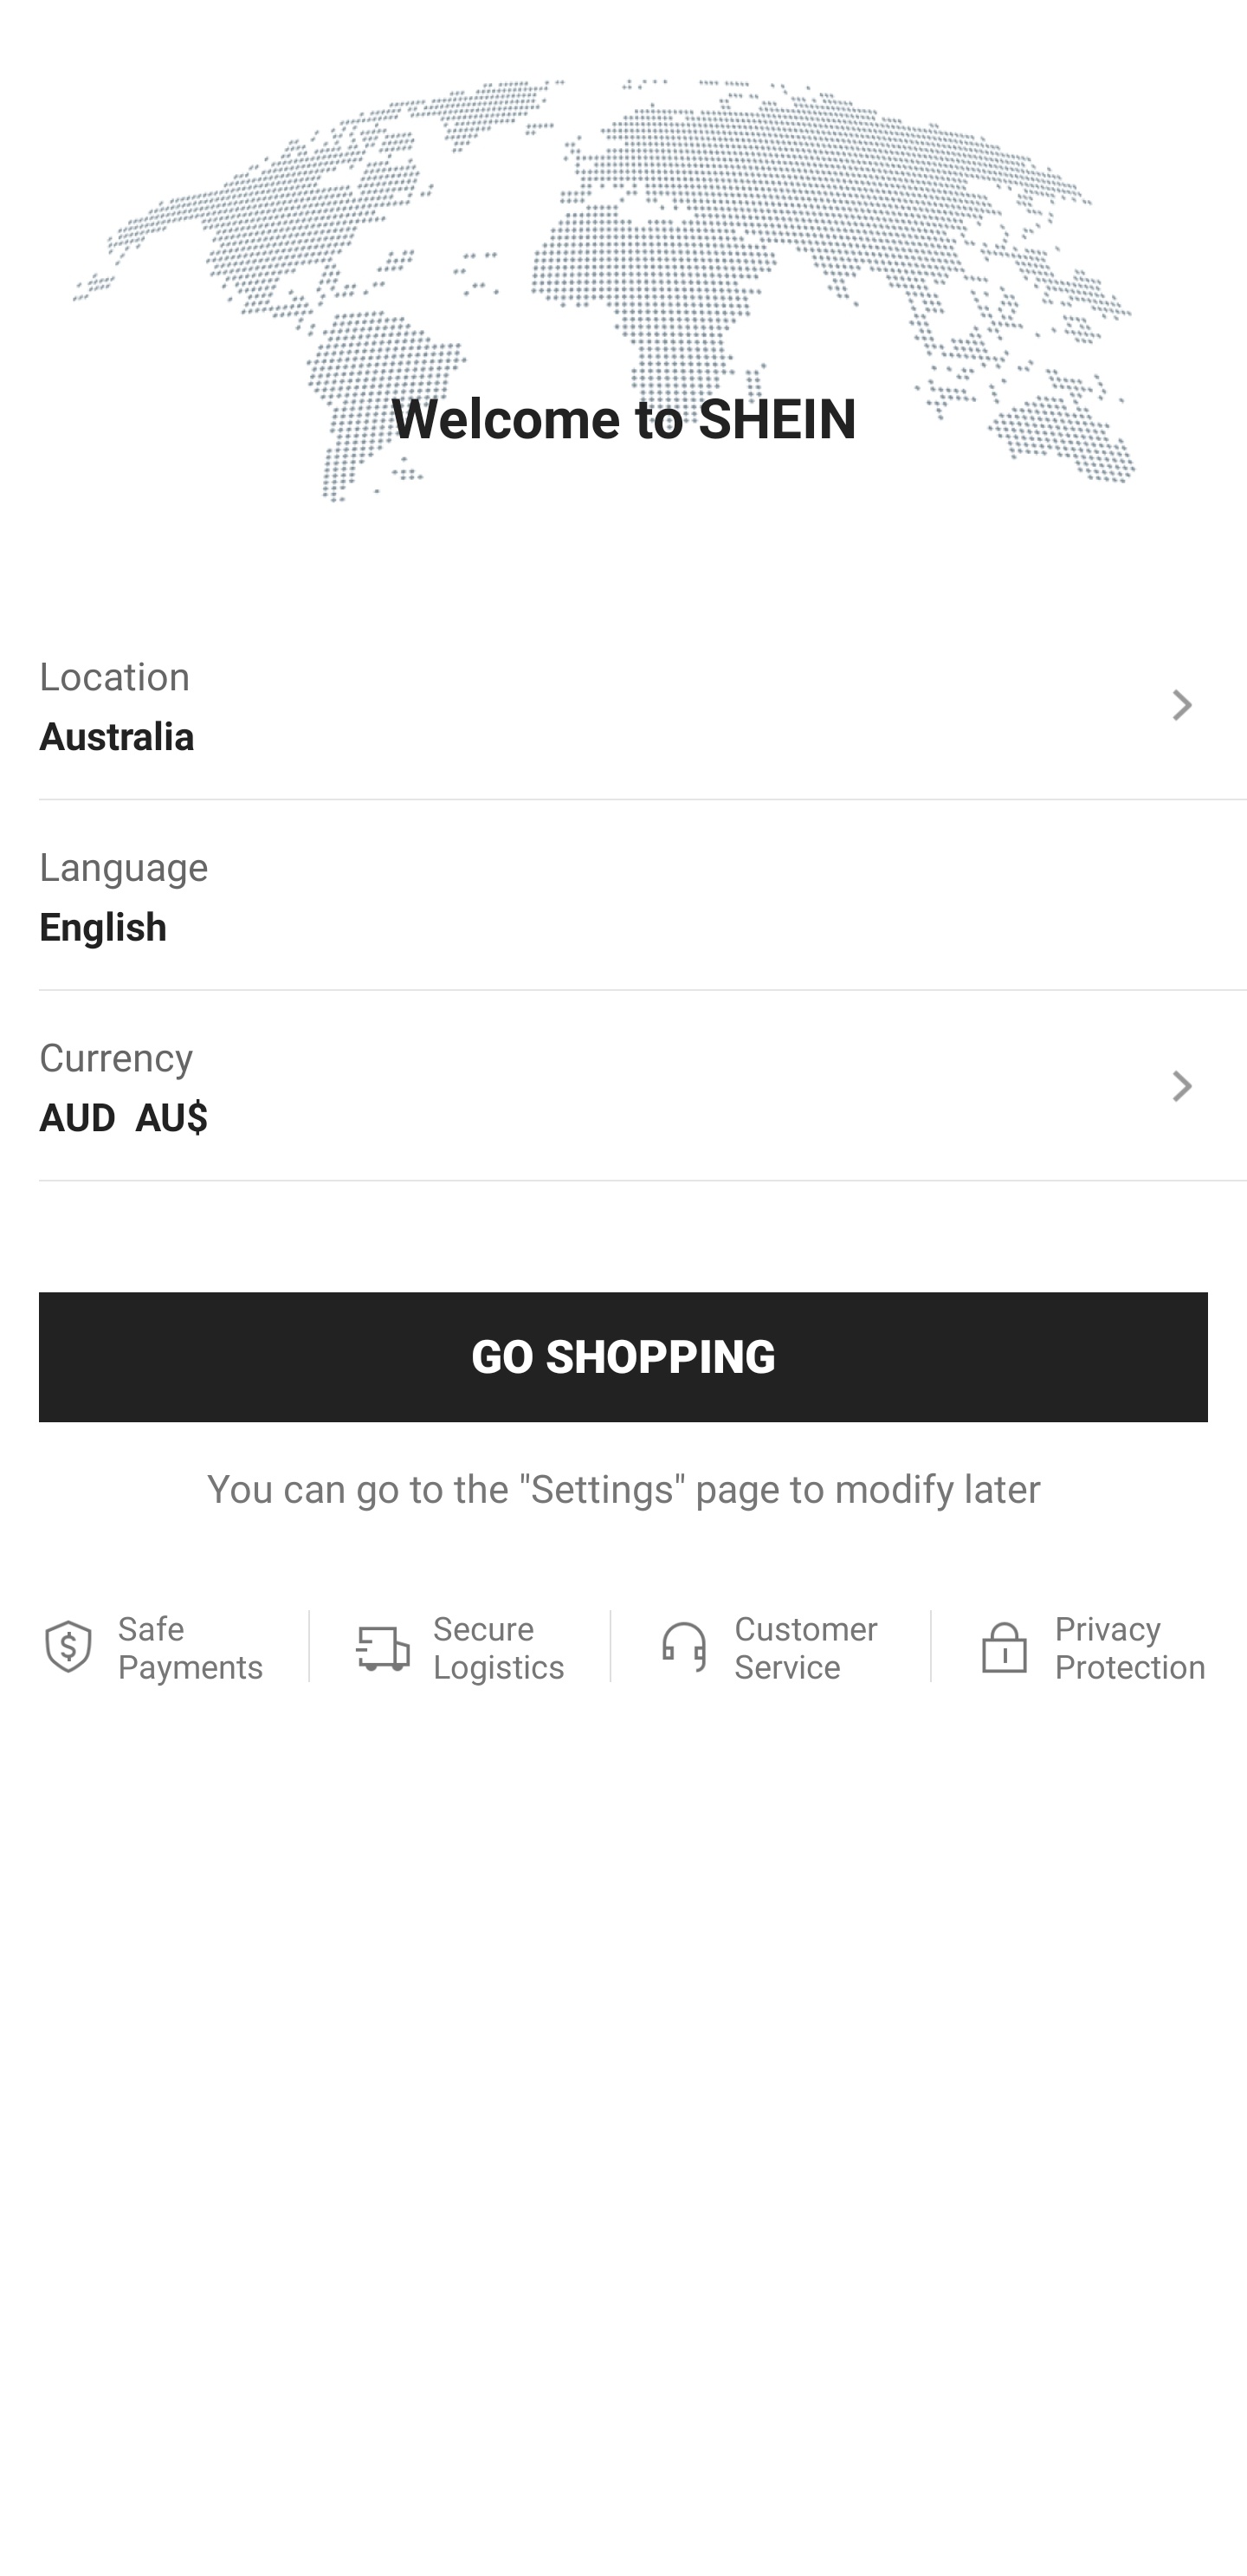 Welcome to SHEIN
Location
Australia
Language
English
Currency
AUD AU$
GO SHOPPING
You can go to the "Settings" page to modify later
Safe
Payments
Secure
Logistics
Customer
Service
Privacy
Protection